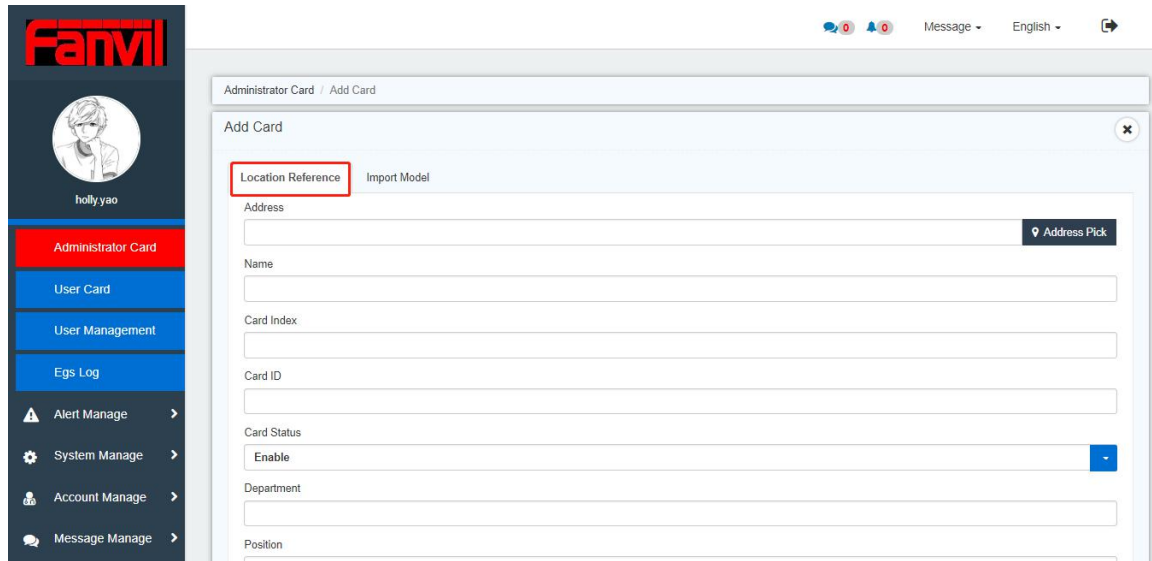 Fanvil
0 0 Message English
Administrator Card / Add Card
Add Card
holly.yao
Location Reference Import Model
Address
Address Pick
Administrator Card
Name
User Card
Card Index
User Management
Egs Log
Card ID
Alert Manage
Card Status
System Manage
Enable
Department
Account Manage
Message Manage
Position